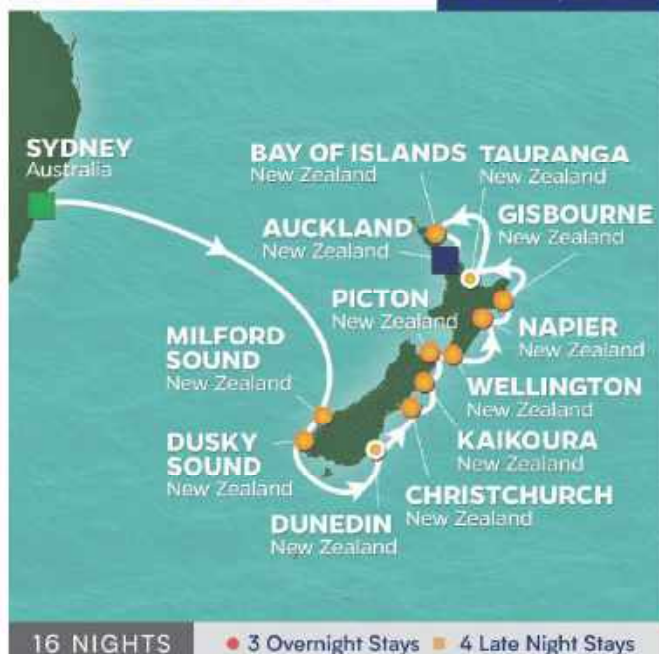 SYDNEY
Australia
BAY OF ISLANDS
New Zealand
TAURANGA
New Zealand
AUCKLAND
New Zealand
GISBOURNE
New Zealand
PICTON
New Zealand
NAPIER
New Zealand
MILFORD
SOUND
New Zealand
WELLINGTON
New Zealand
DUSKY
SOUND
New Zealand
KAIKOURA
New Zealand
CHRISTCHURCH
New Zealand
DUNEDIN
New Zealand
16 NIGHTS
3 Overnight Stays
4 Late Night Stays